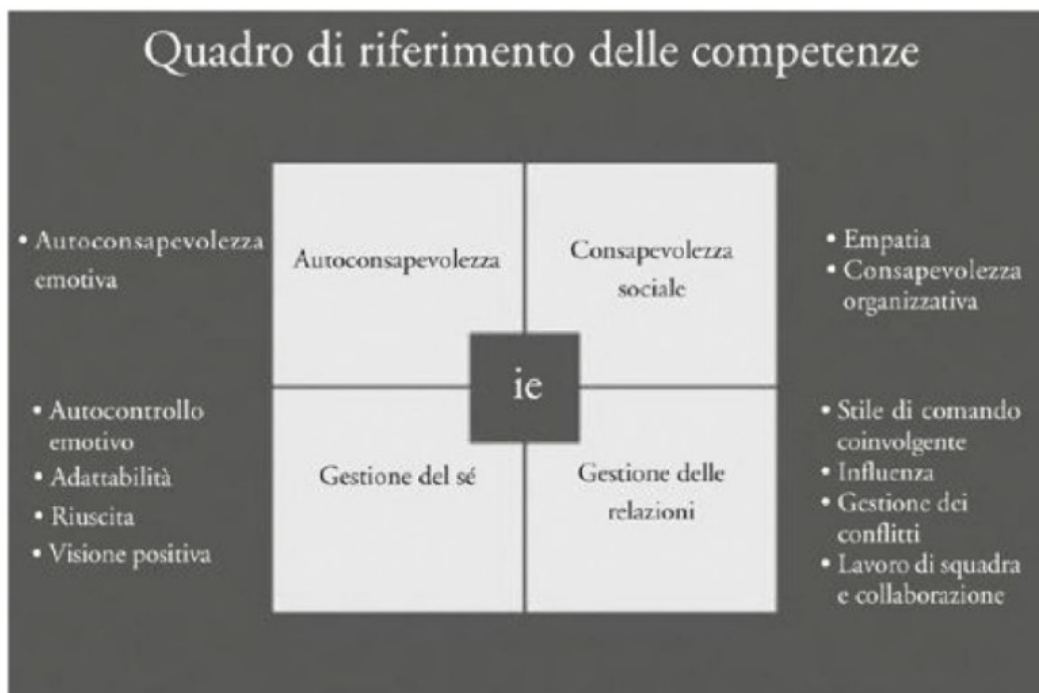 Quadro di riferimento delle competenze
• Autoconsapevolezza
emotiva
Autoconsapevolezza
Consapevolezza
sociale
• Empatia
• Consapevolezza
organizzativa
ie
• Autocontrollo
emotivo
• Adattabilità
• Riuscita
• Visione positiva
Gestione del sé
Gestione delle
relazioni
• Stile di comando
coinvolgente
• Influenza
• Gestione dei
conflitti
• Lavoro di squadra
e collaborazione